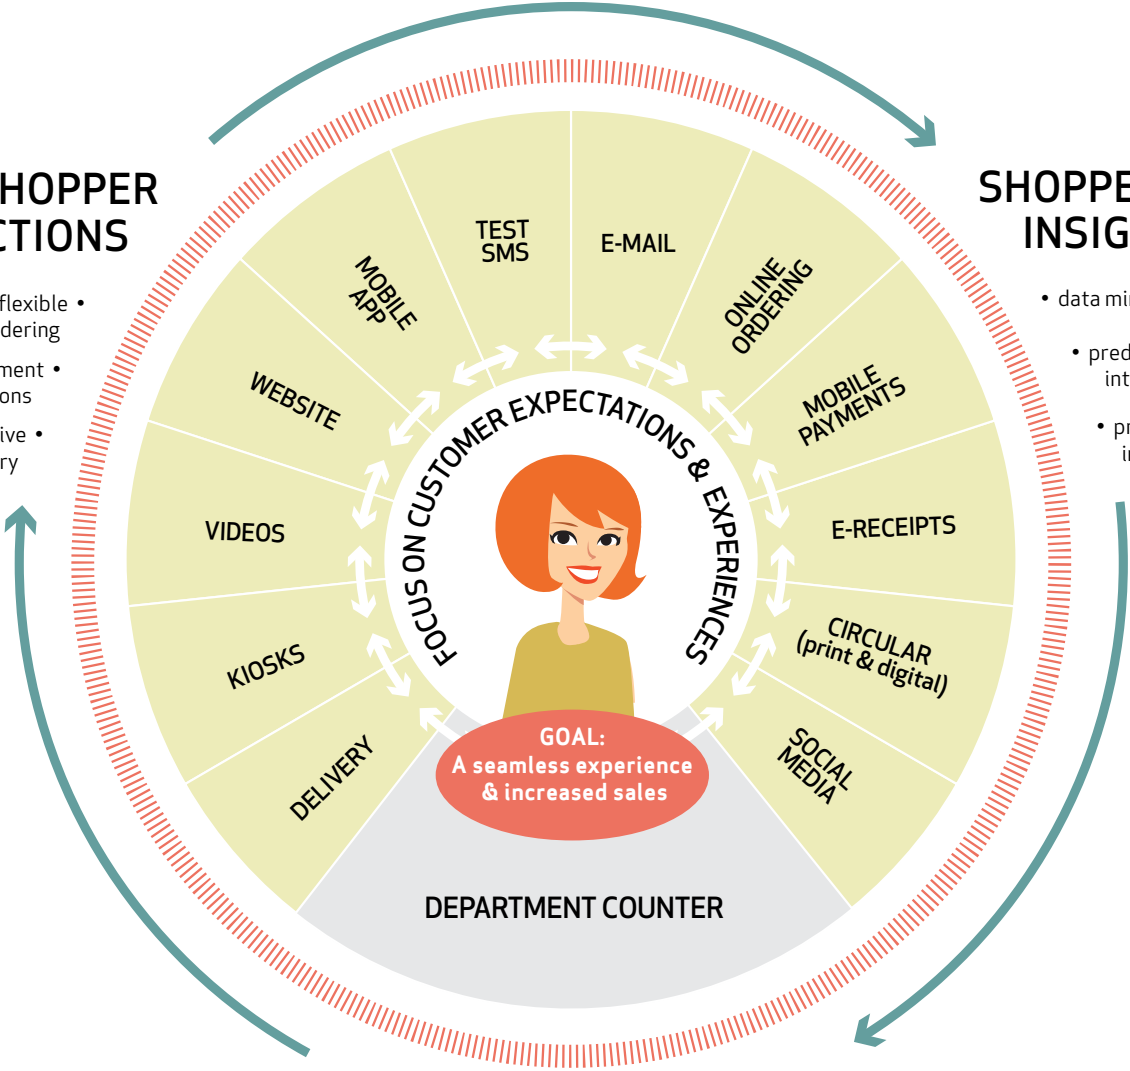 HOPPER
CTIONS
flexible •
dering
ment •
ons
ive •
ry
SHOPPE
INSIG
• data mi
• pred
int
• pr
i
TEST
SMS
E-MAIL
ONLINE
ORDERING
MOBILE
PAYMENTS
E-RECEIPTS
CIRCULAR
(print & digital)
SOCIAL
MEDIA
MOBILE
APP
WEBSITE
VIDEOS
KIOSKS
DELIVERY
FOCUS ON CUSTOMER EXPECTATIONS & EXPERIENCES
GOAL:
A seamless experience
& increased sales
DEPARTMENT COUNTER